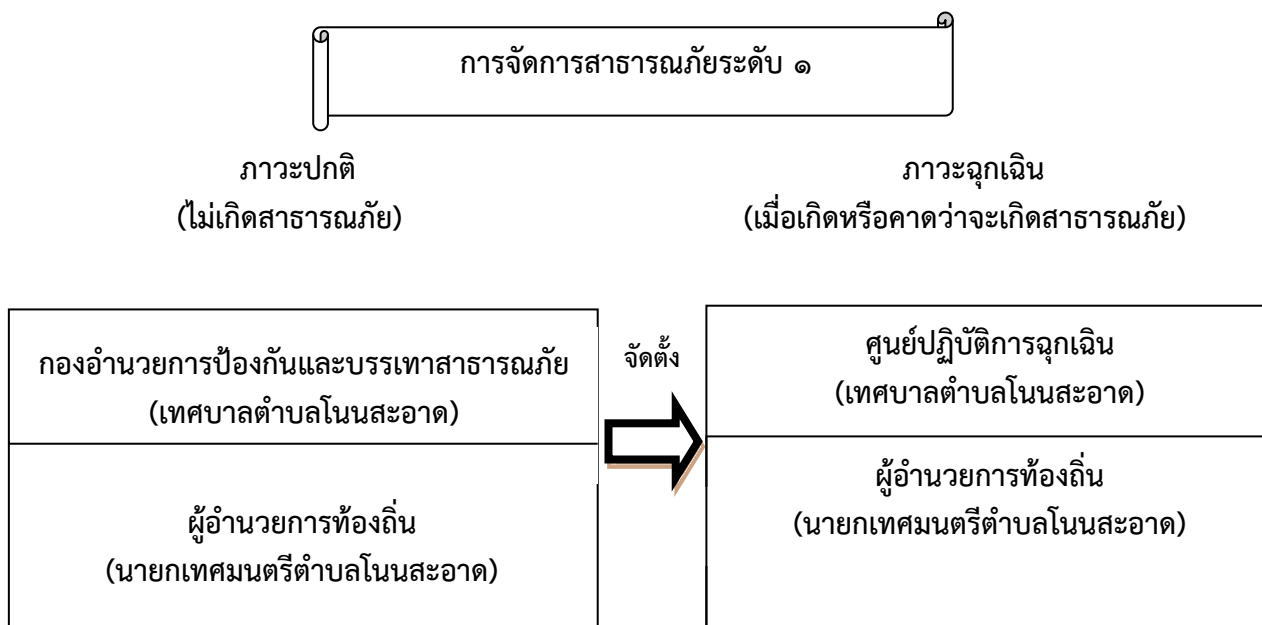 การจัดการสาธารณภัยระดับ ๑
ภาวะปกติ
(ไม่เกิดสาธารณภัย)
ภาวะฉุกเฉิน
(เมื่อเกิดหรือคาดว่าจะเกิดสาธารณภัย)
กองอำนวยการป้องกันและบรรเทาสาธารณภัย
(เทศบาลตำบลโนนสะอาด)
ผู้อำนวยการท้องถิ่น
(นายกเทศมนตรีตำบลโนนสะอาด)
จัดตั้ง
ศูนย์ปฏิบัติการฉุกเฉิน
(เทศบาลตำบลโนนสะอาด)
ผู้อำนวยการท้องถิ่น
(นายกเทศมนตรีตำบลโนนสะอาด)